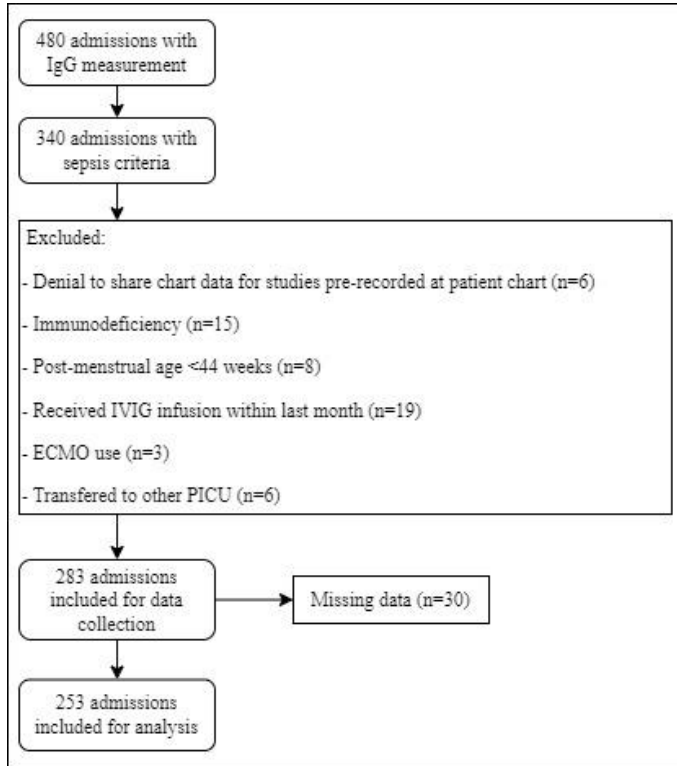 480 admissions with
IgG measurement
340 admissions with
sepsis criteria
Excluded:
- Denial to share chart data for studies pre-recorded at patient chart (n=6)
- Immunodeficiency (n=15)
- Post-menstrual age <44 weeks (n=8)
- Received IVIG infusion within last month (n=19)
- ECMO use (n=3)
- Transfered to other PICU (n=6)
283 admissions
included for data
collection
Missing data (n=30)
253 admissions
included for analysis